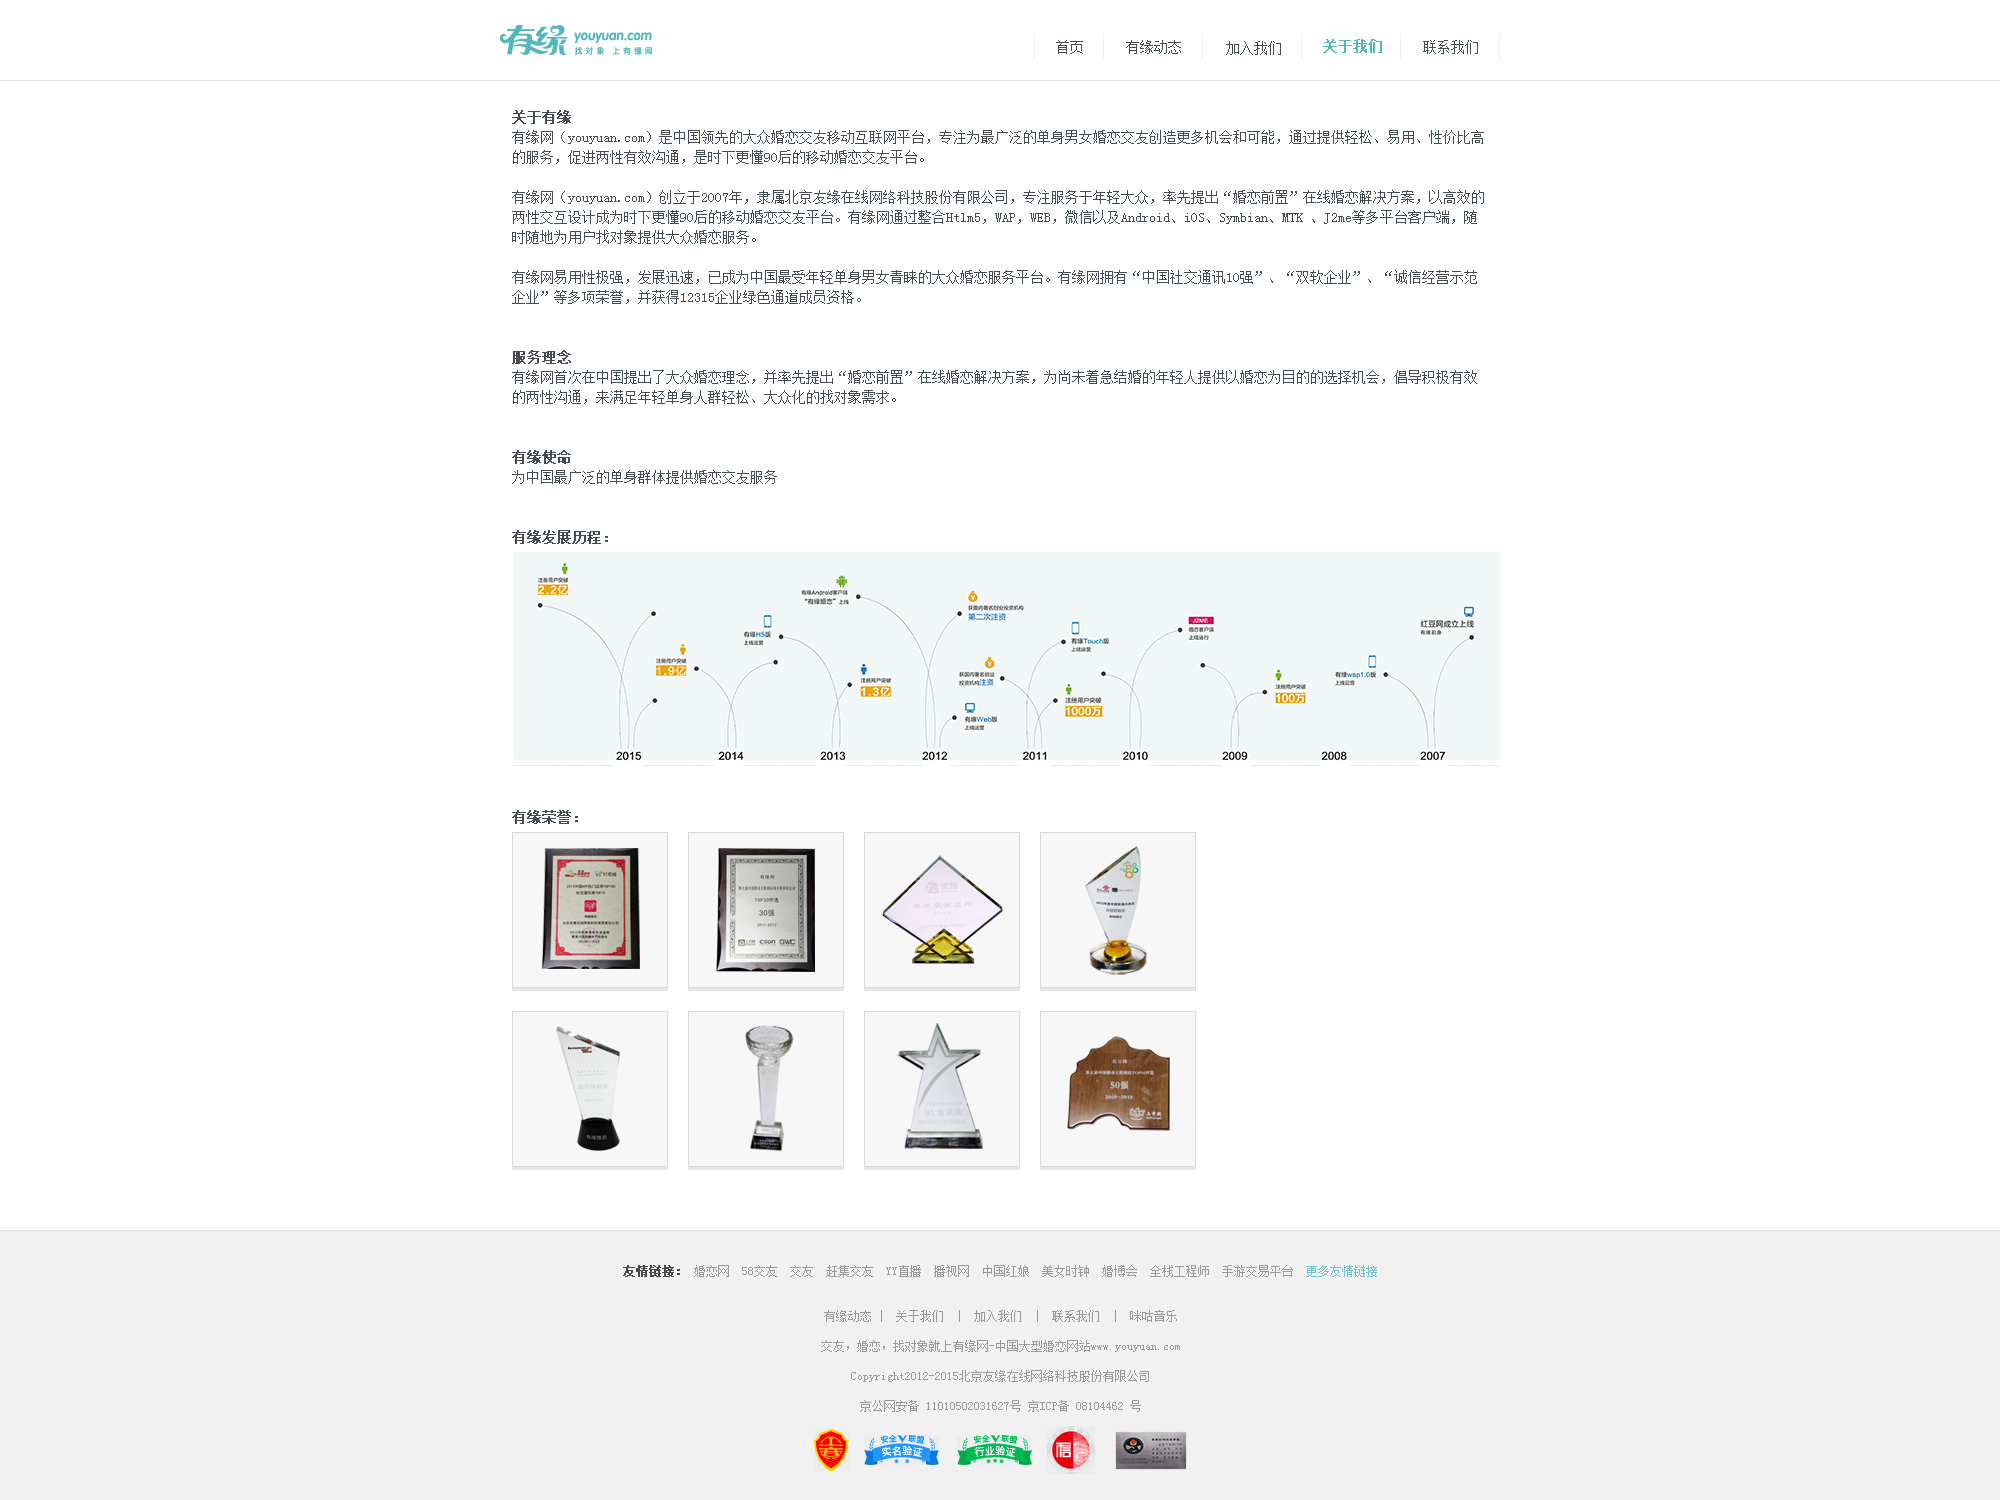 有缘 youyuan.com
找对象 上有缘网
首页
有缘动态
加入我们
关于我们
联系我们
关于有缘
有缘网（youyuan.com）是中国领先的大众婚恋交友移动互联网平台，专注为最广泛的单身男女婚恋交友创造更多机会和可能，通过提供轻松、易用、性价比高
的服务，促进两性有效沟通，是时下更懂90后的移动婚恋交友平台。
有缘网（youyuan.com）创立于2007年，隶属北京友缘在线网络科技股份有限公司，专注服务于年轻大众，率先提出“婚恋前置”在线婚恋解决方案，以高效的
两性交互设计成为时下更懂90后的移动婚恋交友平台。有缘网通过整合Htlm5，WAP，WEB，微信以及Android、iOS、Symbian、MTK 、J2me等多平台客户端，随
时随地为用户找对象提供大众婚恋服务。
有缘网易用性极强，发展迅速，已成为中国最受年轻单身男女青睐的大众婚恋服务平台。有缘网拥有“中国社交通讯10强”、“双软企业”、“诚信经营示范
企业”等多项荣誉，并获得12315企业绿色通道成员资格。
服务理念
有缘网首次在中国提出了大众婚恋理念，并率先提出“婚恋前置”在线婚恋解决方案，为尚未着急结婚的年轻人提供以婚恋为目的的选择机会，倡导积极有效
的两性沟通，来满足年轻单身人群轻松、大众化的找对象需求。
有缘使命
为中国最广泛的单身群体提供婚恋交友服务
有缘发展历程：
注册用户突破
2.2亿
注册用户突破
1.9亿
有缘H5版
上线运营
有缘Android客户端
“有缘婚恋”上线
注册用户突破
1.3亿
获国内著名创业投资机构
第二次注资
获国内著名创业
投资机构注资
有缘Web版
上线运营
有缘Touch版
上线运营
注册用户突破
1000万
J2ME
婚恋客户端
上线运行
注册用户突破
100万
有缘wap1.0版
上线运营
红豆网成立上线
有缘前身
2015 2014 2013 2012 2011 2010 2009 2008 2007
有缘荣誉：
有缘网
TOP30评选
30强
2011-2012
CSDN
红豆网
50强
2009-2010
友情链接： 婚恋网 58交友 交友 赶集交友 YY直播 播视网 中国红娘 美女时钟 婚博会 全栈工程师 手游交易平台 更多友情链接
有缘动态 | 关于我们 | 加入我们 | 联系我们 | 咪咕音乐
交友，婚恋，找对象就上有缘网-中国大型婚恋网站www.youyuan.com
Copyright2012-2015北京友缘在线网络科技股份有限公司
京公网安备 11010502031627号 京ICP备 08104462 号
安全V联盟
实名验证
安全V联盟
行业验证
信